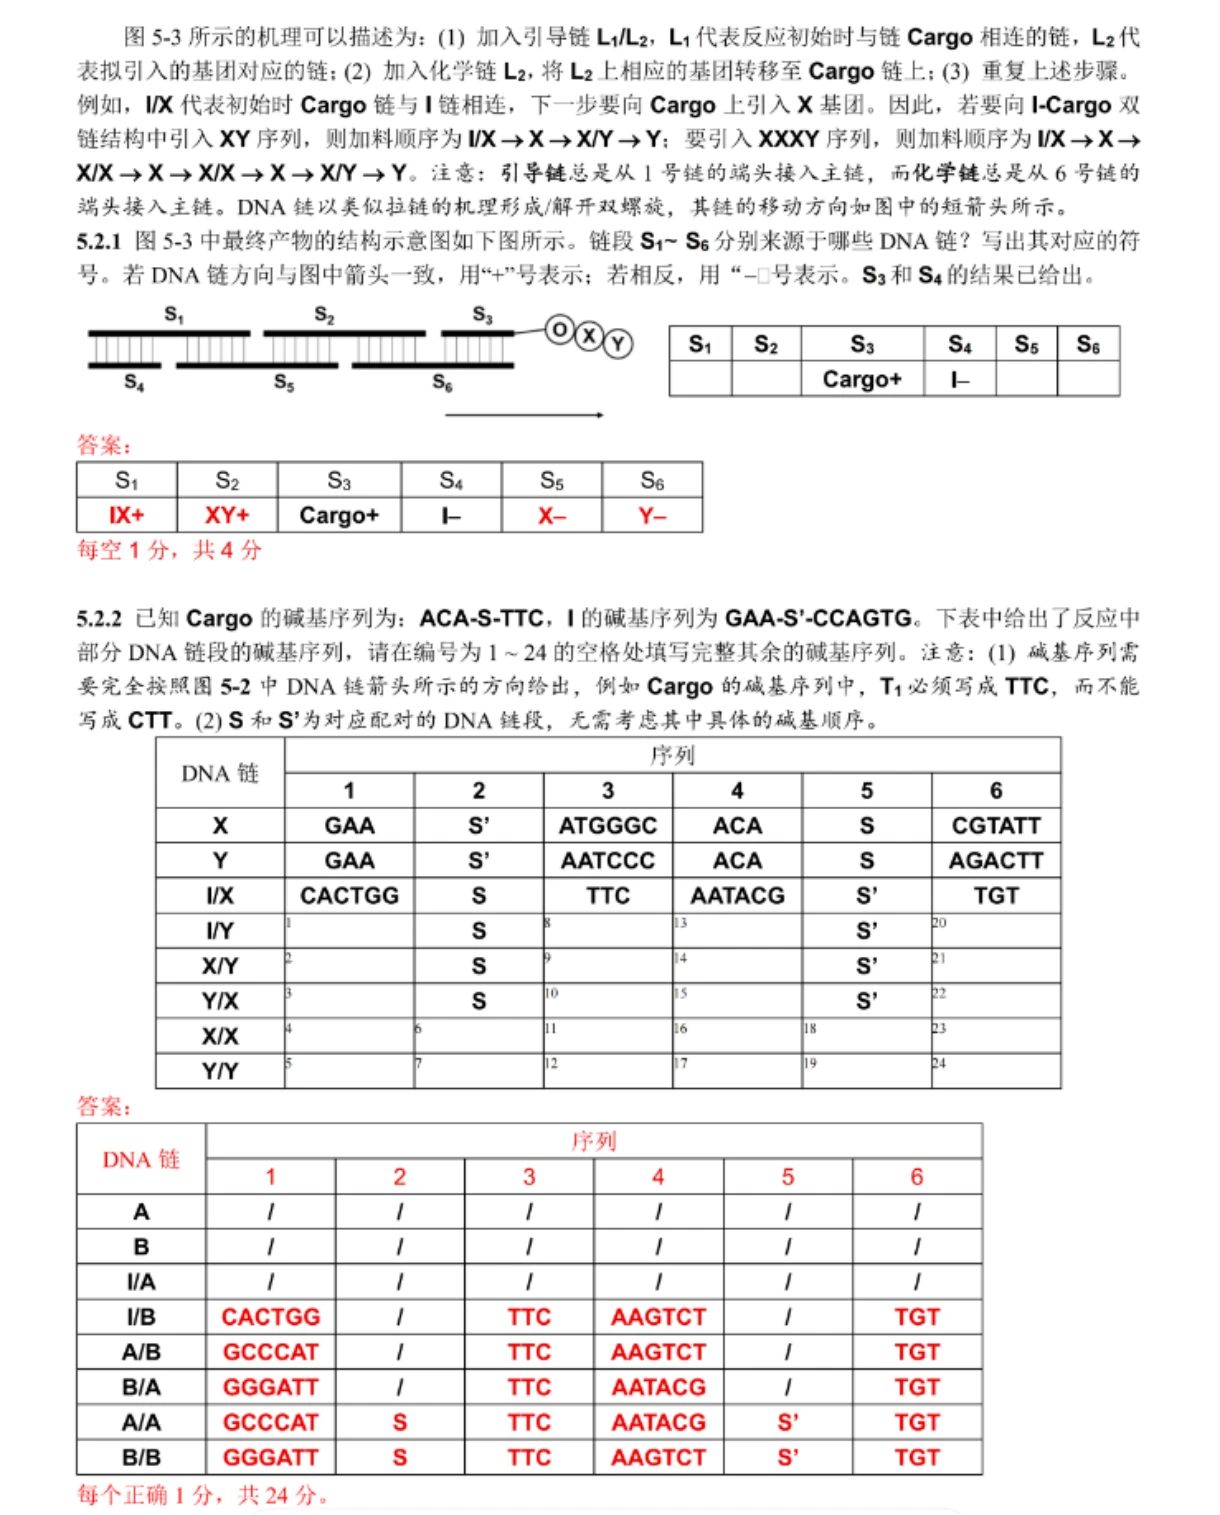 图 5-3 所示的机理可以描述为：(1) 加入引导链 L₁/L₂，L₁ 代表反应初始时与链 Cargo 相连的链，L₂ 代
表拟引入的基团对应的链；(2) 加入化学链 L₂，将 L₂ 上相应的基团转移至 Cargo 链上；(3) 重复上述步骤。
例如，I/X 代表初始时 Cargo 链与 I 链相连，下一步要向 Cargo 上引入 X 基团。因此，若要向 I-Cargo 双
链结构中引入 XY 序列，则加料顺序为 I/X → X → X/Y → Y；要引入 XXXY 序列，则加料顺序为 I/X → X →
X/X → X → X/X → X → X/Y → Y。注意：引导链总是从 1 号链的端头接入主链，而化学链总是从 6 号链的
端头接入主链。DNA 链以类似拉链的机理形成/解开双螺旋，其链的移动方向如图中的短箭头所示。
5.2.1 图 5-3 中最终产物的结构示意图如下图所示。链段 S₁~ S₆ 分别来源于哪些 DNA 链？写出其对应的符
号。若 DNA 链方向与图中箭头一致，用“+”号表示；若相反，用“–□号表示。S₃ 和 S₄ 的结果已给出。
S₁ S₂ S₃ O X Y
S₄ S₅ S₆
S₁ S₂ S₃ S₄ S₅ S₆
Cargo+ I–
答案：
S₁ S₂ S₃ S₄ S₅ S₆
IX+ XY+ Cargo+ I– X– Y–
每空 1 分，共 4 分
5.2.2 已知 Cargo 的碱基序列为：ACA-S-TTC，I 的碱基序列为 GAA-S’-CCAGTG。下表中给出了反应中
部分 DNA 链段的碱基序列，请在编号为 1 ~ 24 的空格处填写完整其余的碱基序列。注意：(1) 碱基序列需
要完全按照图 5-2 中 DNA 链箭头所示的方向给出，例如 Cargo 的碱基序列中，T₁ 必须写成 TTC，而不能
写成 CTT。(2) S 和 S’为对应配对的 DNA 链段，无需考虑其中具体的碱基顺序。
DNA 链 序列
1 2 3 4 5 6
X GAA S’ ATGGGC ACA S CGTATT
Y GAA S’ AATCCC ACA S AGACTT
I/X CACTGG S TTC AATACG S’ TGT
I/Y 1 S 8 13 S’ 20
X/Y 2 S 9 14 S’ 21
Y/X 3 S 10 15 S’ 22
X/X 4 6 11 16 18 23
Y/Y 5 7 12 17 19 24
答案：
DNA 链 序列
1 2 3 4 5 6
A / / / / / /
B / / / / / /
I/A / / / / / /
I/B CACTGG / TTC AAGTCT / TGT
A/B GCCCAT / TTC AAGTCT / TGT
B/A GGGATT / TTC AATACG / TGT
A/A GCCCAT S TTC AATACG S’ TGT
B/B GGGATT S TTC AAGTCT S’ TGT
每个正确 1 分，共 24 分。